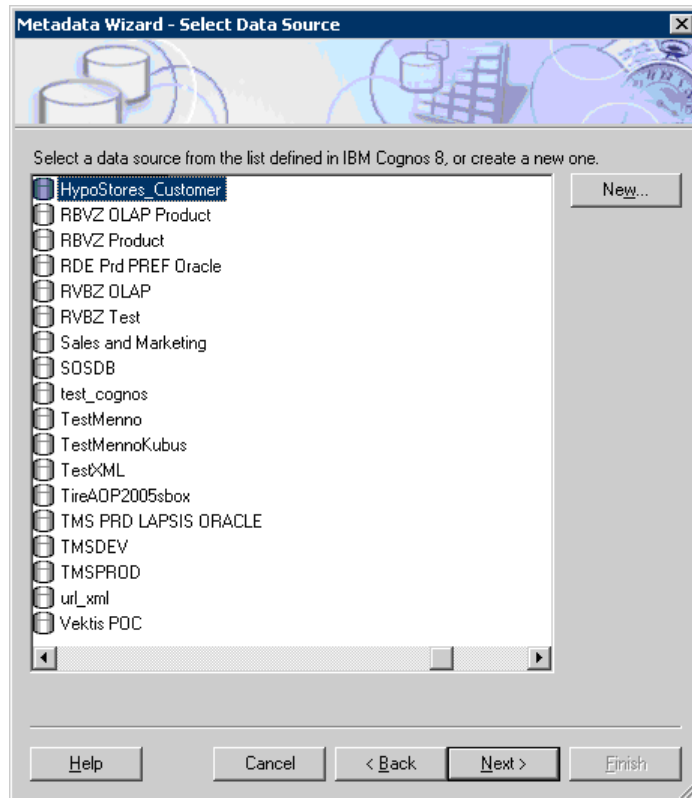 Metadata Wizard - Select Data Source
Select a data source from the list defined in IBM Cognos 8, or create a new one.
HypoStores_Customer
New...
RBVZ OLAP Product
RBVZ Product
RDE Prd PREF Oracle
RVBZ OLAP
RVBZ Test
Sales and Marketing
SOSDB
test_cognos
TestMenno
TestMennoKubus
TestXML
TireAOP2005sbox
TMS PRD LAPSIS ORACLE
TMSDEV
TMSPROD
url_xml
Vektis POC
Help Cancel < Back Next > Finish